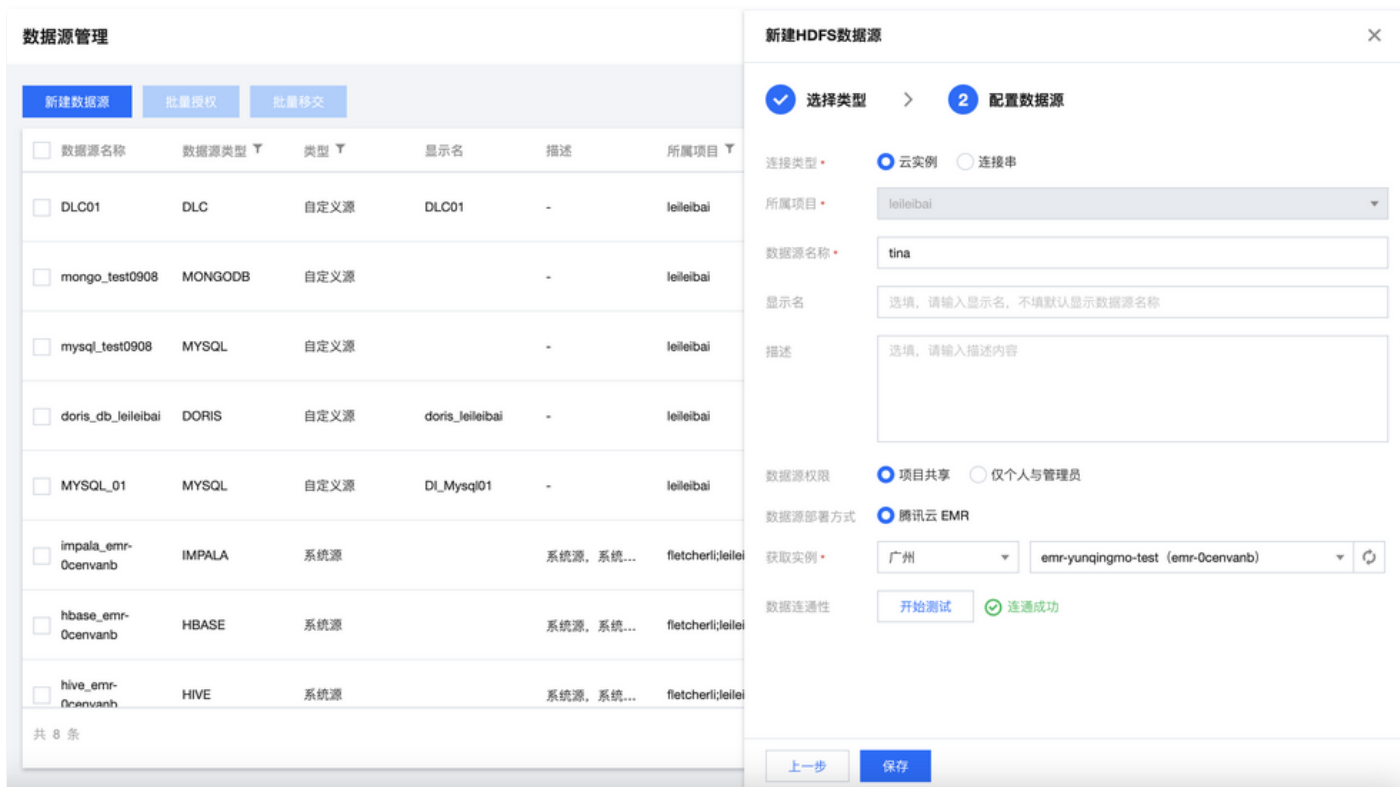 数据源管理
新建数据源 批量授权 批量移交
数据源名称 数据源类型 类型 显示名 描述 所属项目
DLC01 DLC 自定义源 DLC01 - leileibai
mongo_test0908 MONGODB 自定义源 - leileibai
mysql_test0908 MYSQL 自定义源 - leileibai
doris_db_leileibai DORIS 自定义源 doris_leileibai - leileibai
MYSQL_01 MYSQL 自定义源 DI_Mysql01 - leileibai
impala_emr-
0cenvanb IMPALA 系统源 系统源，系统... fletcherli;leilei
hbase_emr-
0cenvanb HBASE 系统源 系统源，系统... fletcherli;leilei
hive_emr-
0cenvanb HIVE 系统源 系统源，系统... fletcherli;leilei
共 8 条
新建HDFS数据源
选择类型 > 2 配置数据源
连接类型 • 云实例 连接串
所属项目 • leileibai
数据源名称 • tina
显示名 选填，请输入显示名，不填默认显示数据源名称
描述 选填，请输入描述内容
数据源权限 项目共享 仅个人与管理员
数据源部署方式 腾讯云 EMR
获取实例 • 广州 emr-yunqingmo-test（emr-0cenvanb）
数据连通性 开始测试 连通成功
上一步 保存